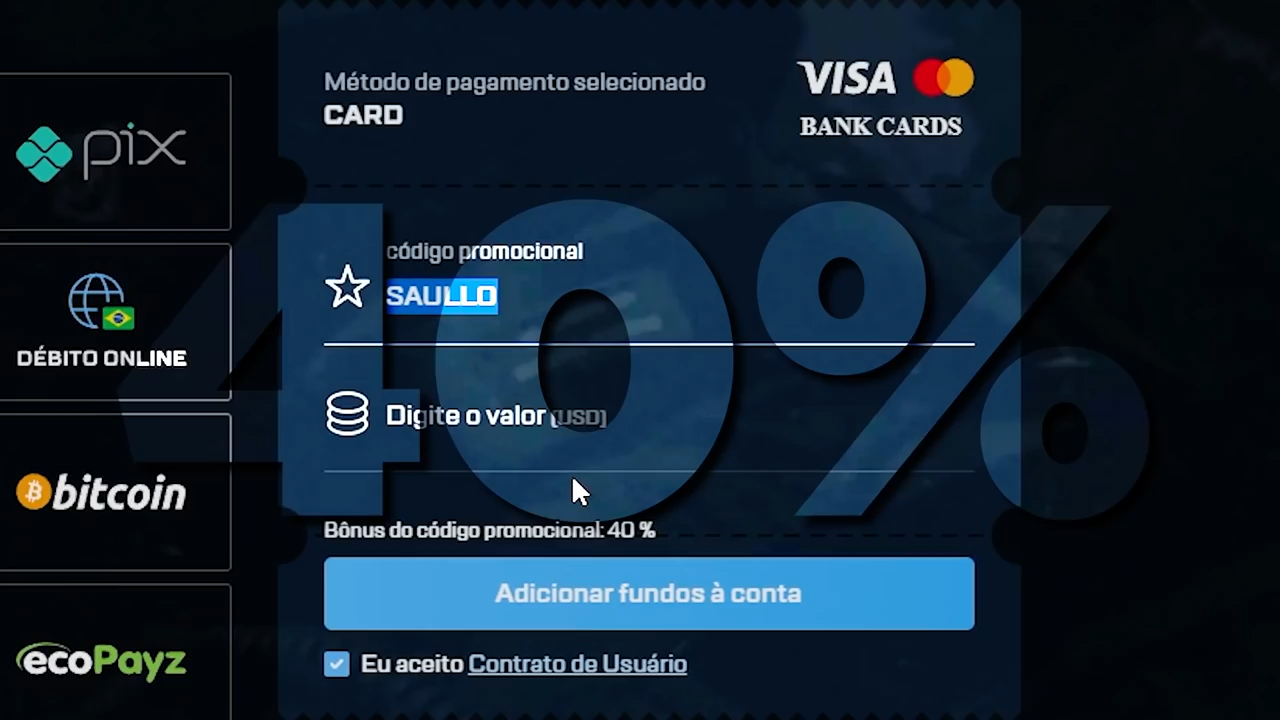 Método de pagamento selecionado
CARD
VISA
BANK CARDS
pix
DÉBITO ONLINE
bitcoin
ecoPayz
40%
código promocional
SAULLO
Digite o valor (USD)
Bônus do código promocional: 40 %
Adicionar fundos à conta
Eu aceito Contrato de Usuário